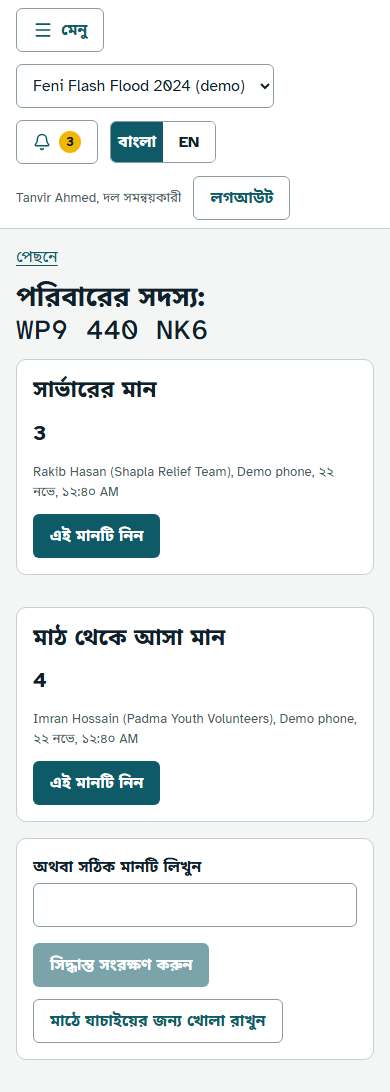 মেনু
Feni Flash Flood 2024 (demo)
3
বাংলা EN
Tanvir Ahmed, দল সমন্বয়কারী লগআউট
পেছনে
পরিবারের সদস্য:
WP9 440 NK6
সার্ভারের মান
3
Rakib Hasan (Shapla Relief Team), Demo phone, ২২
নভে, ১২:৪০ AM
এই মানটি নিন
মাঠ থেকে আসা মান
4
Imran Hossain (Padma Youth Volunteers), Demo phone,
২২ নভে, ১২:৪০ AM
এই মানটি নিন
অথবা সঠিক মানটি লিখুন
সিদ্ধান্ত সংরক্ষণ করুন
মাঠে যাচাইয়ের জন্য খোলা রাখুন